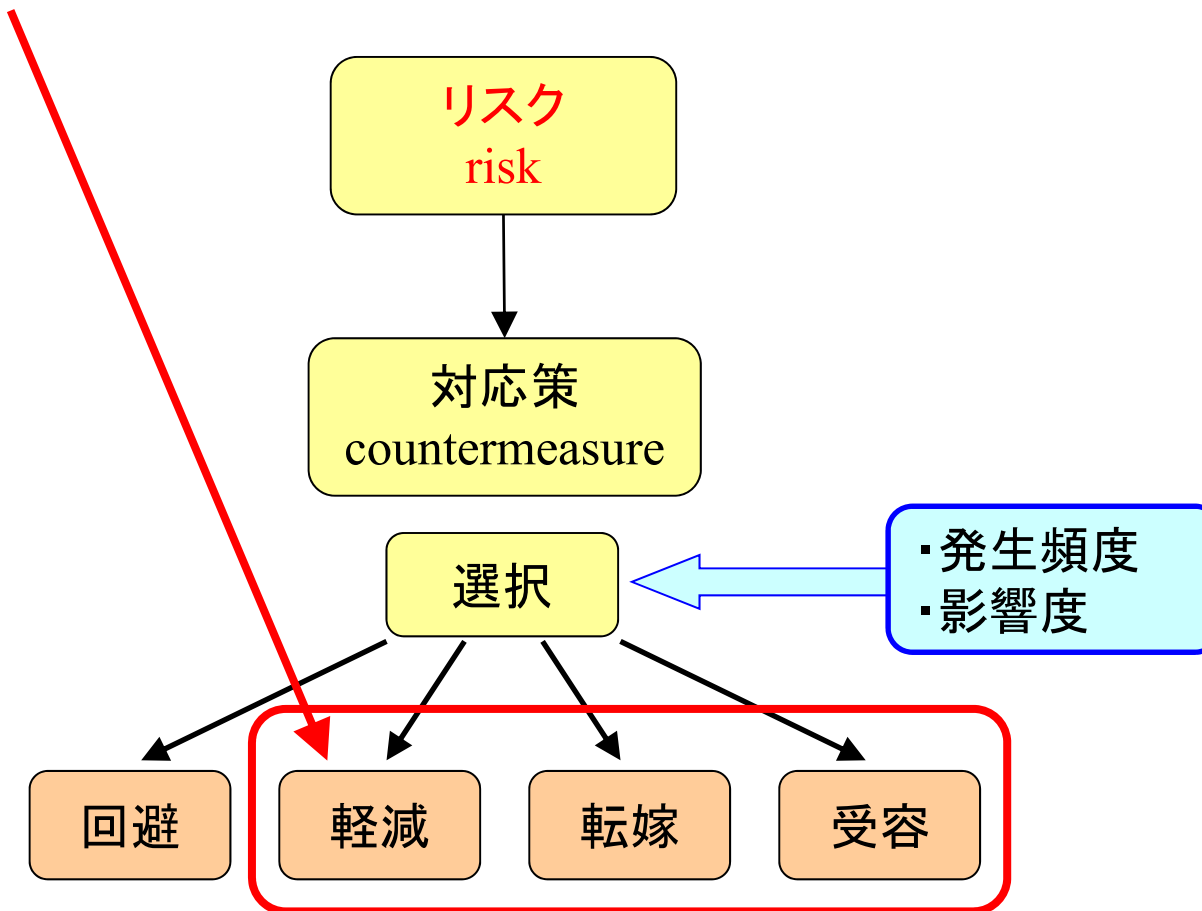 リスク
risk
対応策
countermeasure
選択
・発生頻度
・影響度
回避
軽減
転嫁
受容